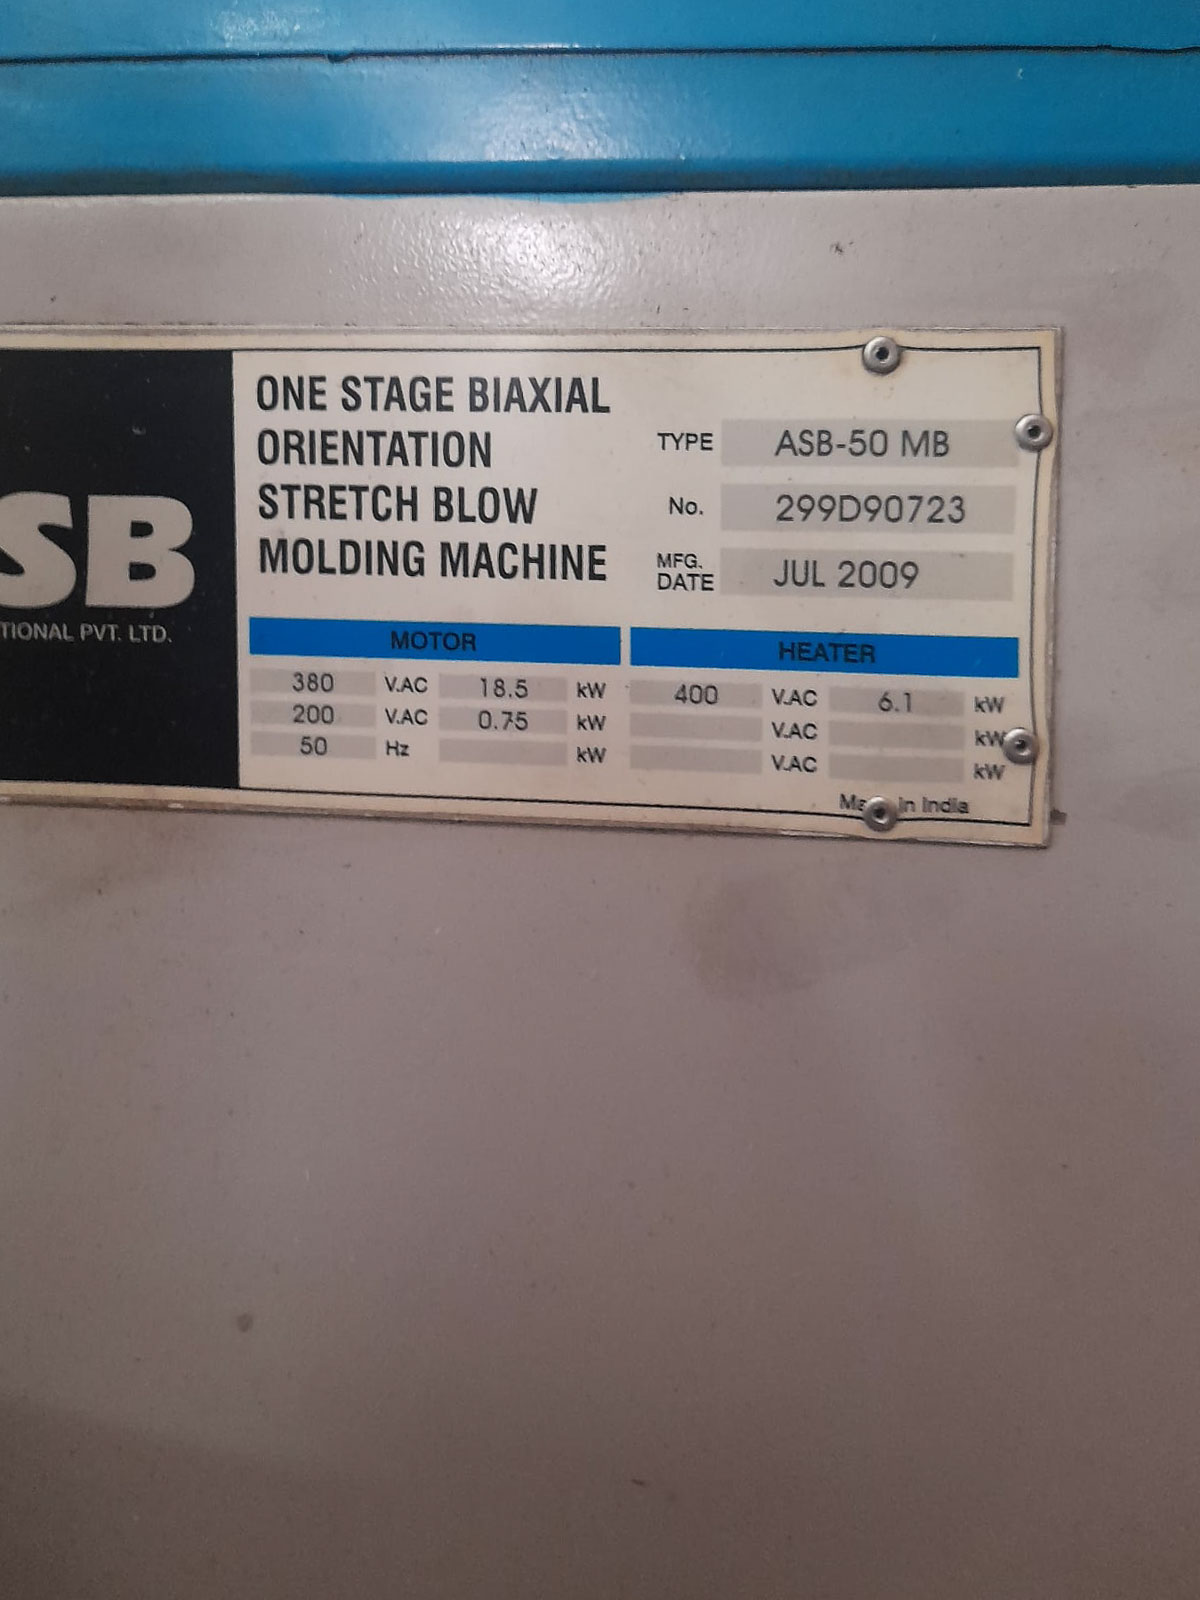 SB
TIONAL PVT. LTD.
ONE STAGE BIAXIAL
ORIENTATION
STRETCH BLOW
MOLDING MACHINE
TYPE ASB-50 MB
No. 299D90723
MFG. DATE JUL 2009
MOTOR
380 V.AC 18.5 kW
200 V.AC 0.75 kW
50 Hz kW
HEATER
400 V.AC 6.1 kW
V.AC kW
V.AC kW
Ma in India